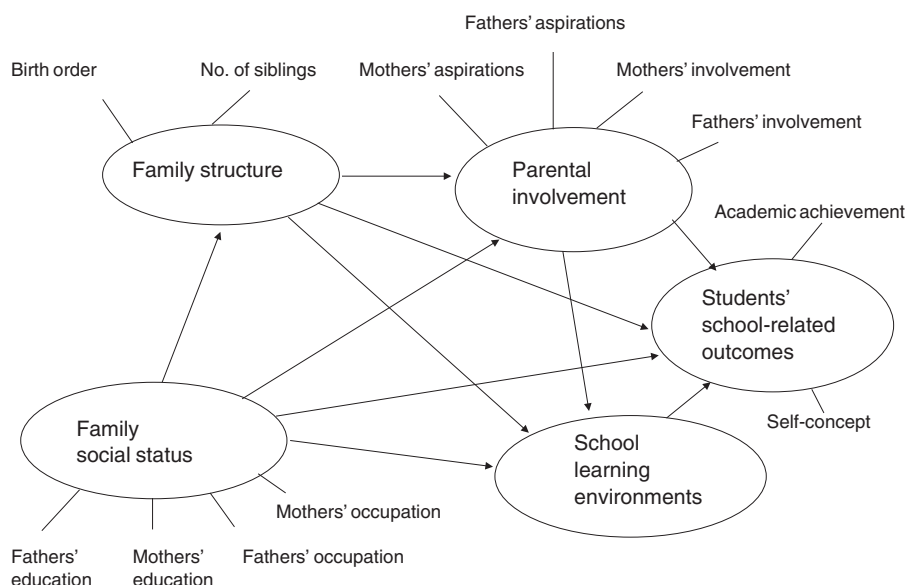 Fathers' aspirations
Birth order
No. of siblings
Mothers' aspirations
Mothers' involvement
Fathers' involvement
Family structure
Parental
involvement
Academic achievement
Students'
school-related
outcomes
Self-concept
Family
social status
School
learning
environments
Mothers' occupation
Fathers'
education
Mothers'
education
Fathers' occupation